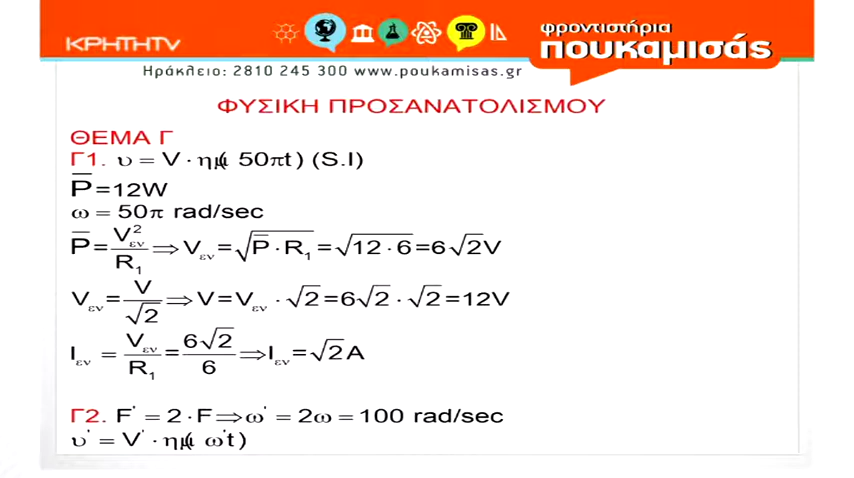 ΚΡΗΤΗTV
φροντιστήρια
πουκαμισάς
Ηράκλειο: 2810 245 300 www.poukamisas.gr
ΦΥΣΙΚΗ ΠΡΟΣΑΝΑΤΟΛΙΣΜΟΥ
ΘΕΜΑ Γ
Γ1. υ = V · ημ( 50πt) (S.I)
P̅=12W
ω = 50π rad/sec
P̅=V²εν/R₁ ⇒ Vεν=√(P̅·R₁)=√(12·6)=6√2V
Vεν=V/√2 ⇒ V=Vεν·√2=6√2·√2=12V
Iεν=Vεν/R₁=6√2/6 ⇒ Iεν=√2A
Γ2. F' = 2·F ⇒ ω' = 2ω = 100 rad/sec
υ' = V' · ημ( ω't)